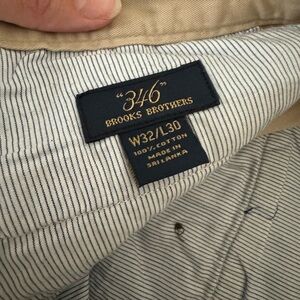 "346"
BROOKS BROTHERS
W32/L30
100% COTTON
MADE IN
SRI LANKA